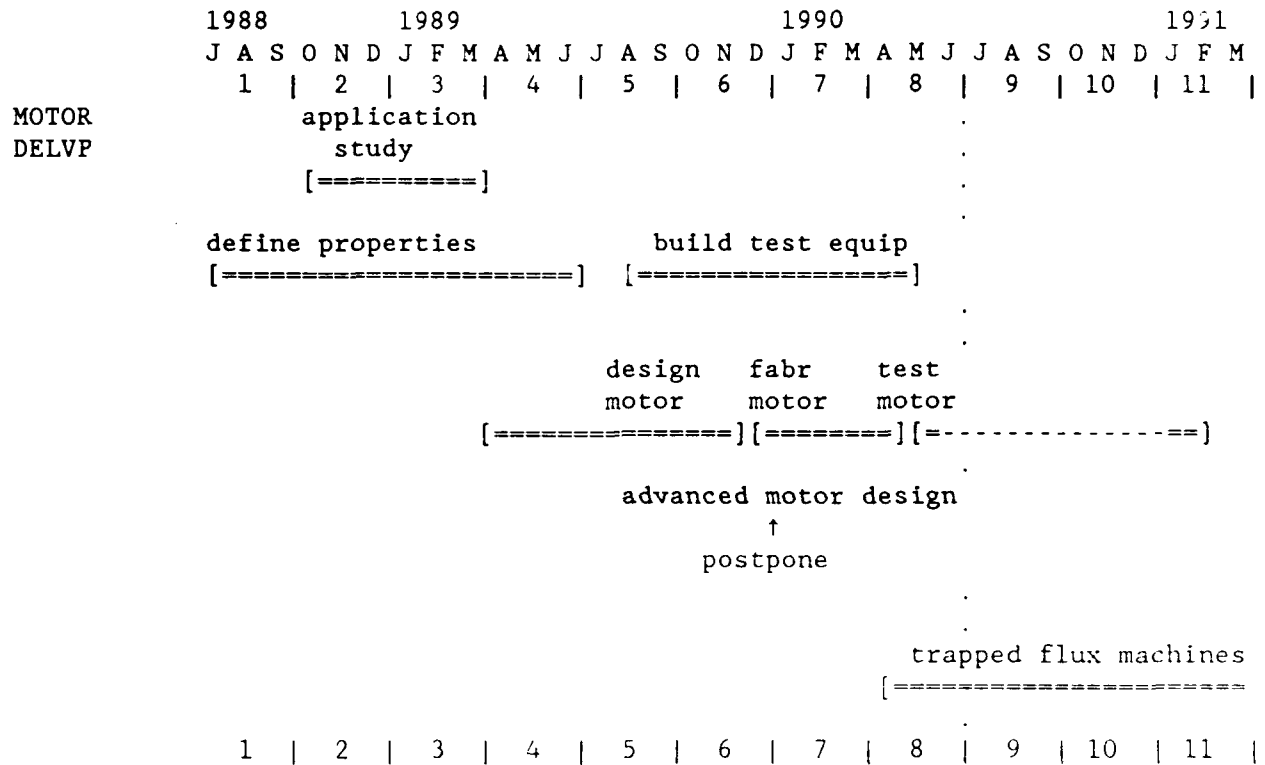 1988 1989 1990 1991
J A S O N D J F M A M J J A S O N D J F M A M J J A S O N D J F M
1 | 2 | 3 | 4 | 5 | 6 | 7 | 8 | 9 | 10 | 11 |
MOTOR application
DELVP study
[==========]
define properties build test equip
[======================] [=================]
design fabr test
motor motor motor
[===============][========][=--------------==]
advanced motor design
↑
postpone
trapped flux machines
[======================
1 | 2 | 3 | 4 | 5 | 6 | 7 | 8 | 9 | 10 | 11 |